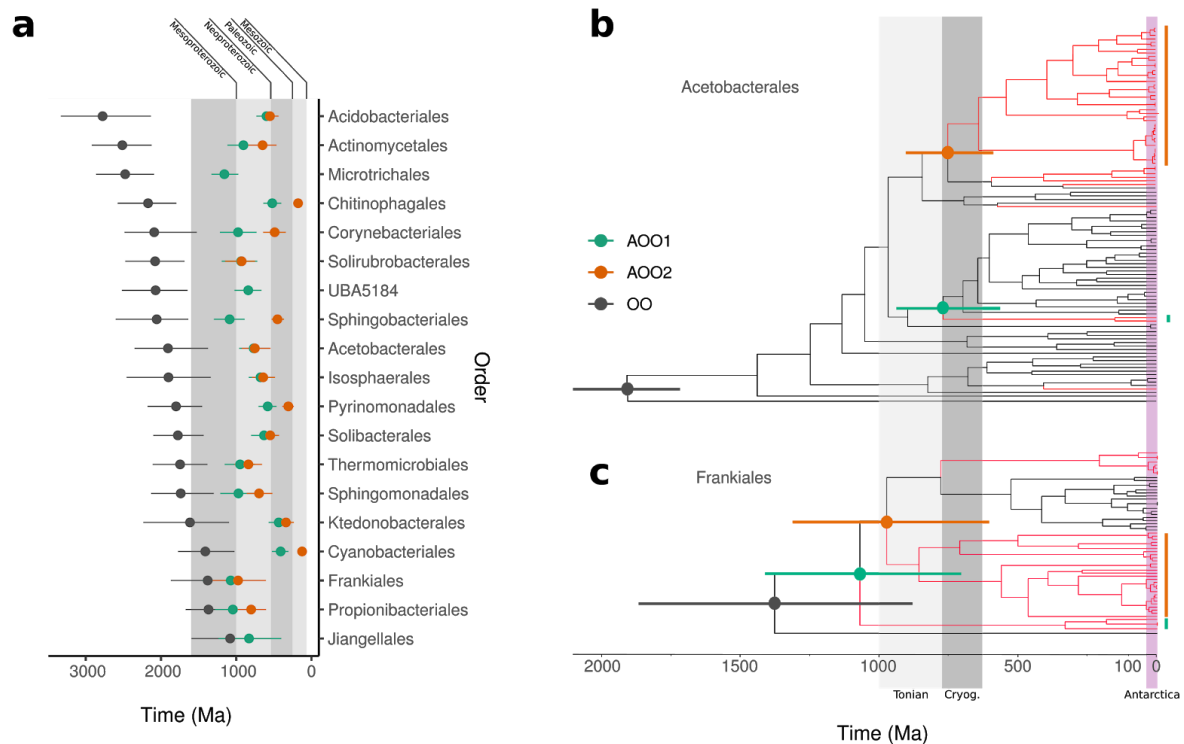 a
Mesoproterozoic
Neoproterozoic
Paleozoic
Mesozoic
Acidobacteriales
Actinomycetales
Microtrichales
Chitinophagales
Corynebacteriales
Solirubrobacterales
UBA5184
Sphingobacteriales
Acetobacterales
Isosphaerales
Pyrinomonadales
Solibacterales
Thermomicrobiales
Sphingomonadales
Ktedonobacterales
Cyanobacteriales
Frankiales
Propionibacteriales
Jiangellales
Order
3000 2000 1000 0
Time (Ma)
b
Acetobacterales
AOO1
AOO2
OO
c
Frankiales
2000 1500 1000 500 100 0
Tonian Cryog. Antarctica
Time (Ma)